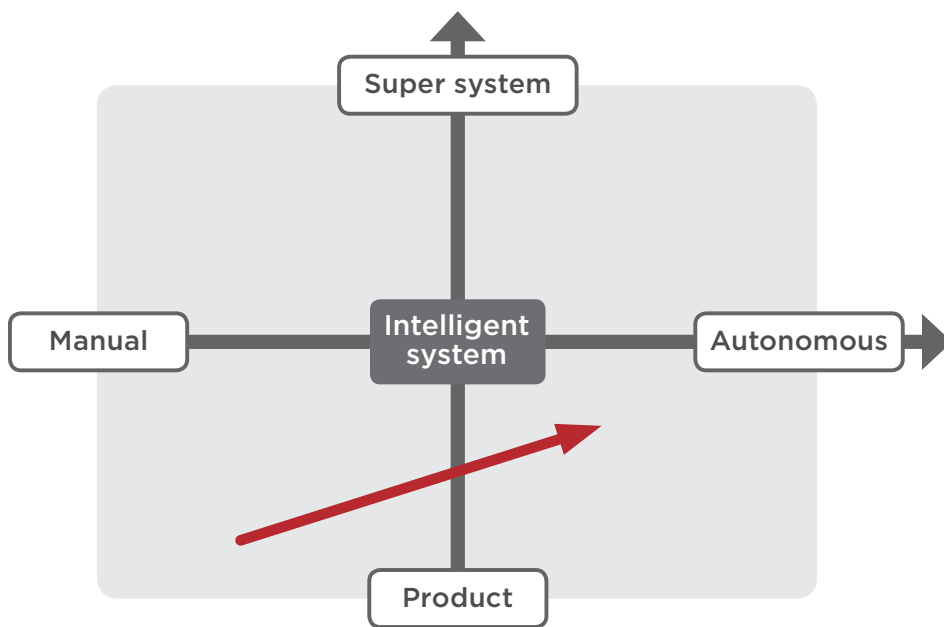 Super system
Manual
Intelligent
system
Autonomous
Product